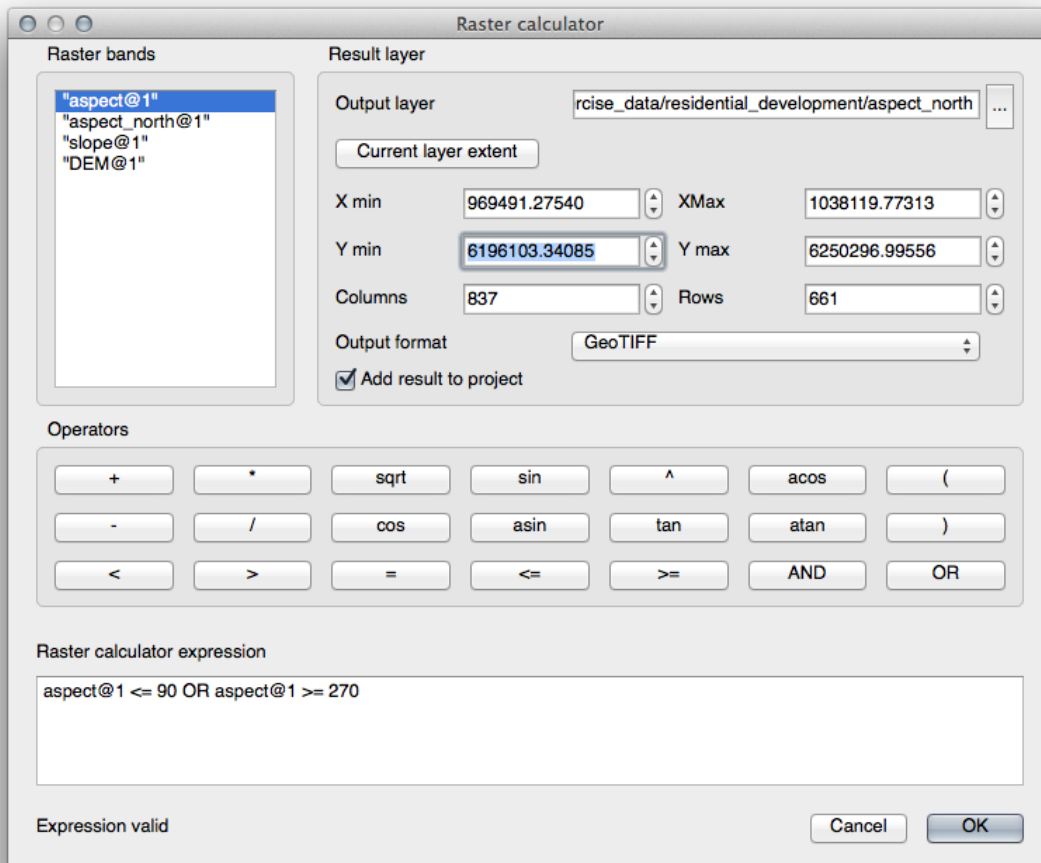 Raster calculator
Raster bands
"aspect@1"
"aspect_north@1"
"slope@1"
"DEM@1"
Result layer
Output layer rcise_data/residential_development/aspect_north ...
Current layer extent
X min 969491.27540 XMax 1038119.77313
Y min 6196103.34085 Y max 6250296.99556
Columns 837 Rows 661
Output format GeoTIFF
Add result to project
Operators
+ * sqrt sin ^ acos (
- / cos asin tan atan )
< > = <= >= AND OR
Raster calculator expression
aspect@1 <= 90 OR aspect@1 >= 270
Expression valid Cancel OK